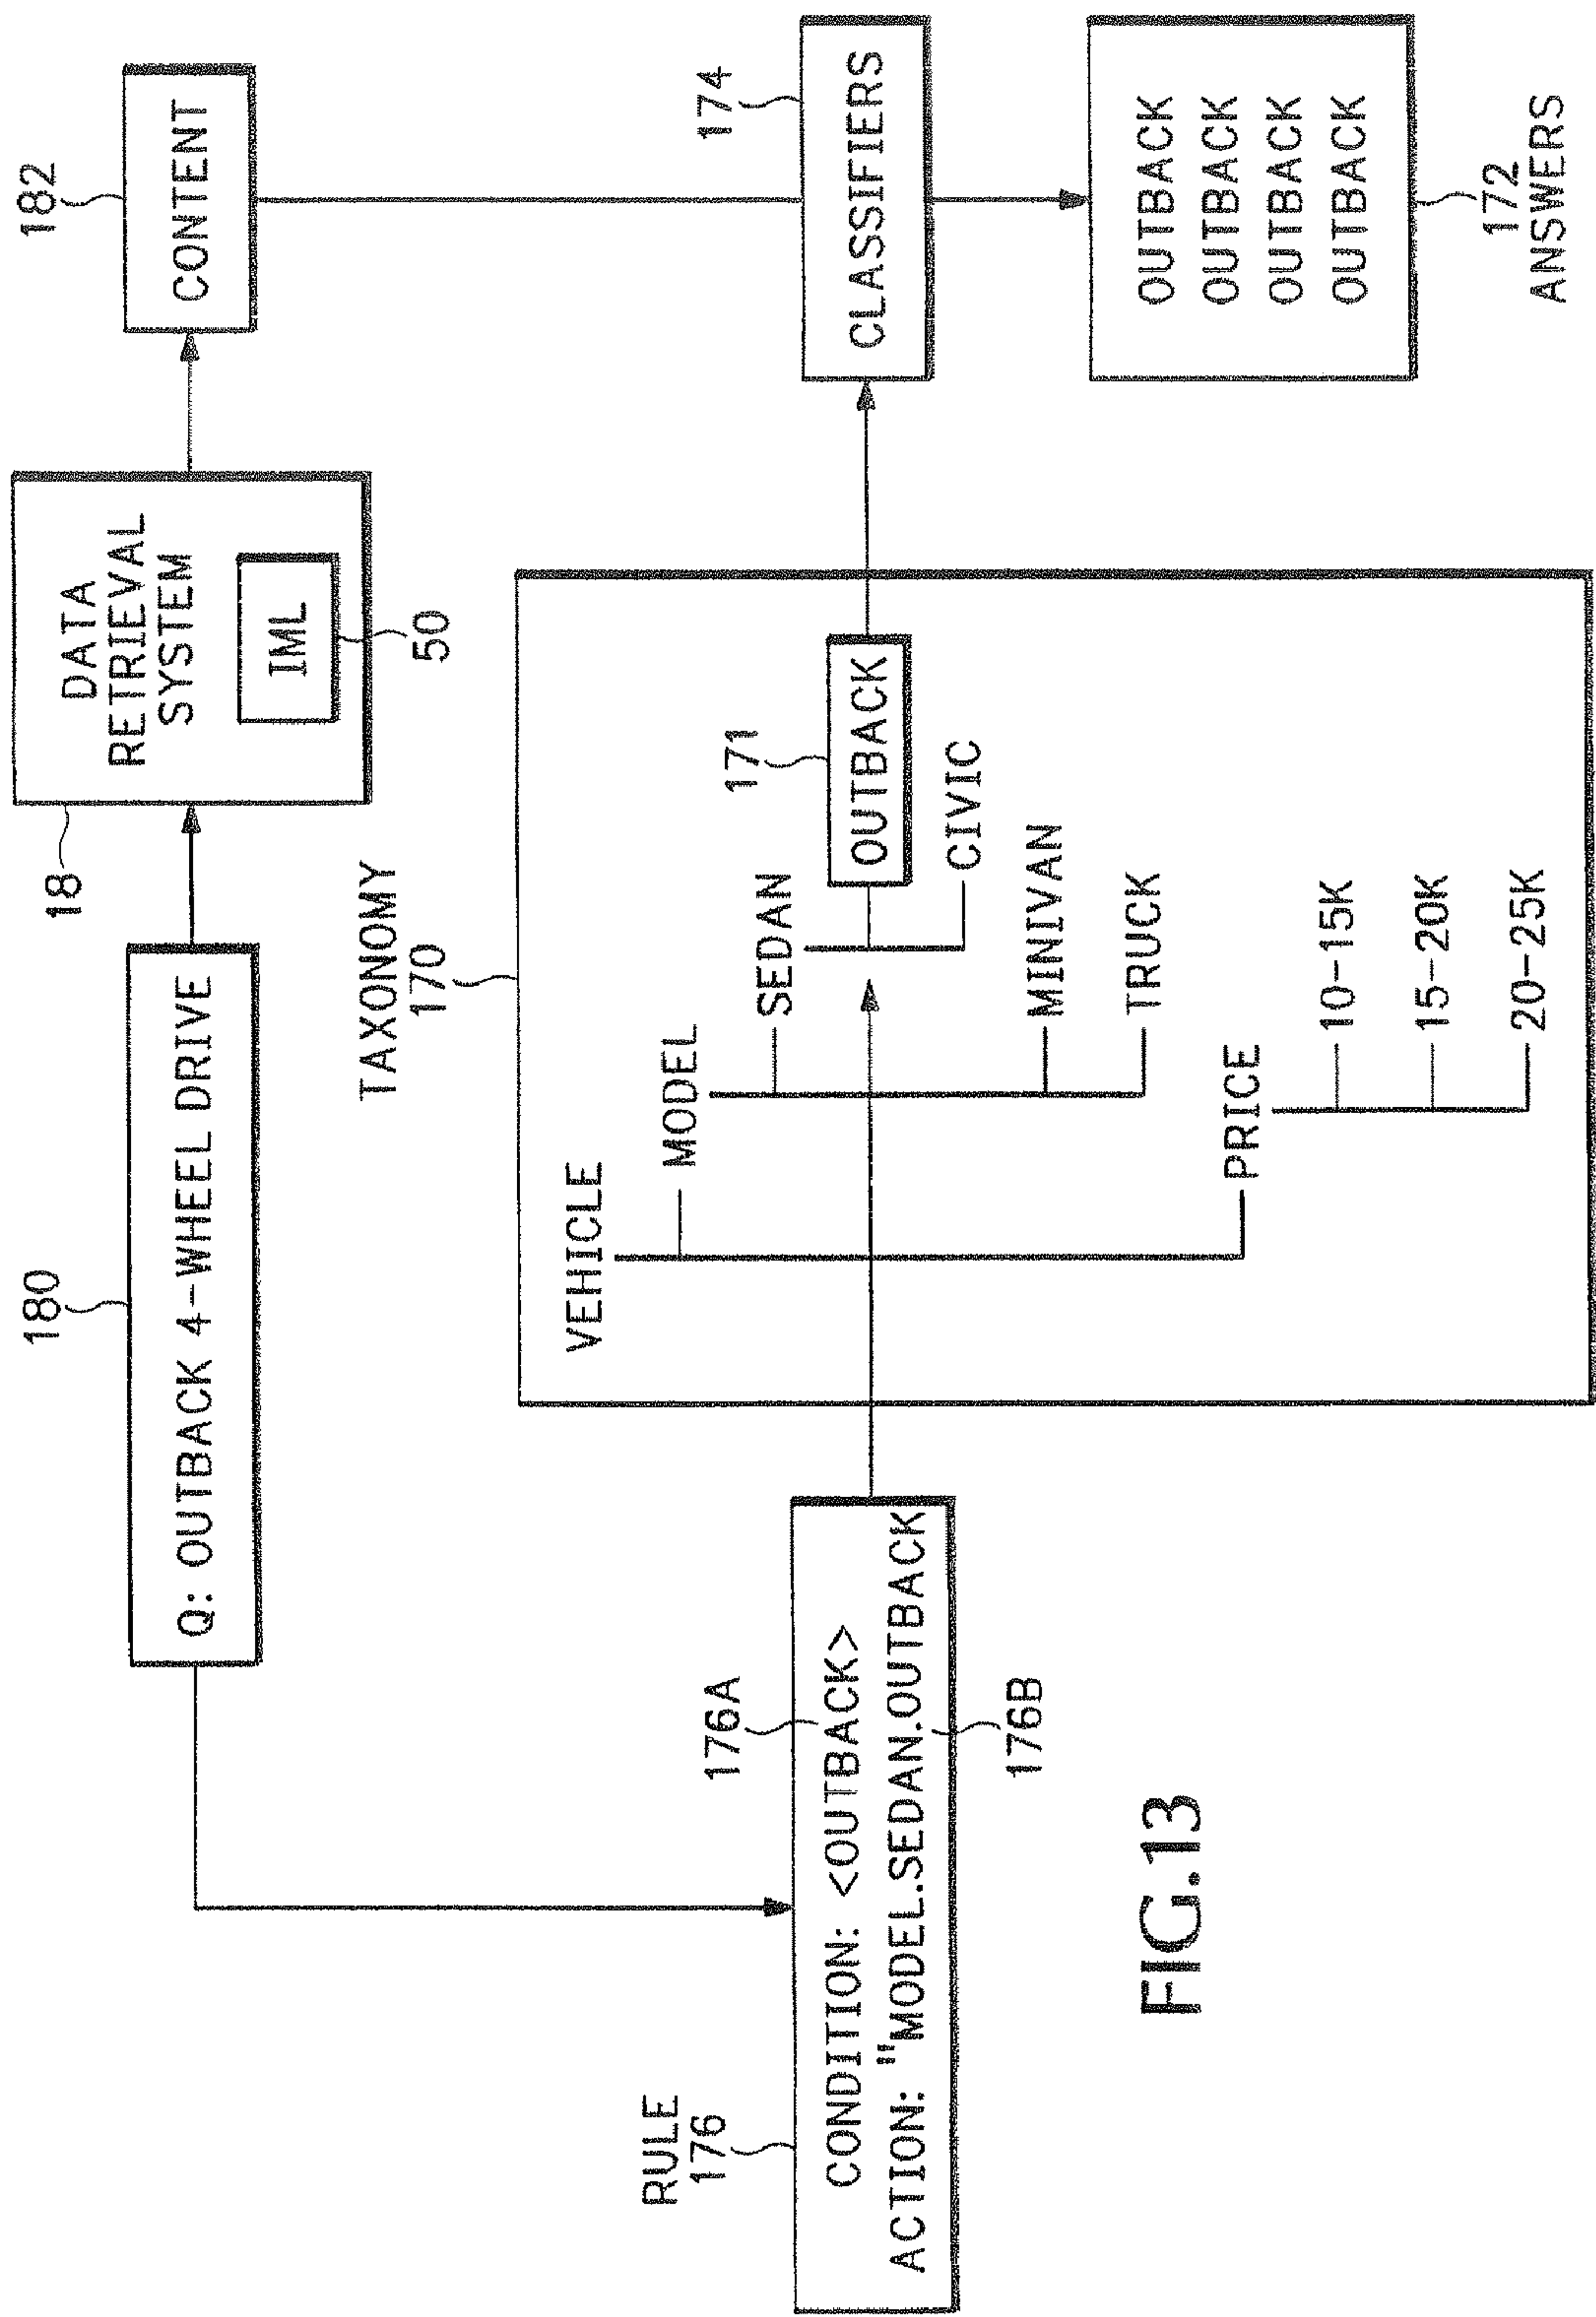 180
Q: OUTBACK 4-WHEEL DRIVE
18
DATA
RETRIEVAL
SYSTEM
IML
50
182
CONTENT
TAXONOMY
170
VEHICLE
MODEL
SEDAN
171
OUTBACK
CIVIC
MINIVAN
TRUCK
PRICE
10-15K
15-20K
20-25K
RULE
176
176A
CONDITION: <OUTBACK>
ACTION: "MODEL.SEDAN.OUTBACK
176B
174
CLASSIFIERS
OUTBACK
OUTBACK
OUTBACK
OUTBACK
172
ANSWERS
FIG.13